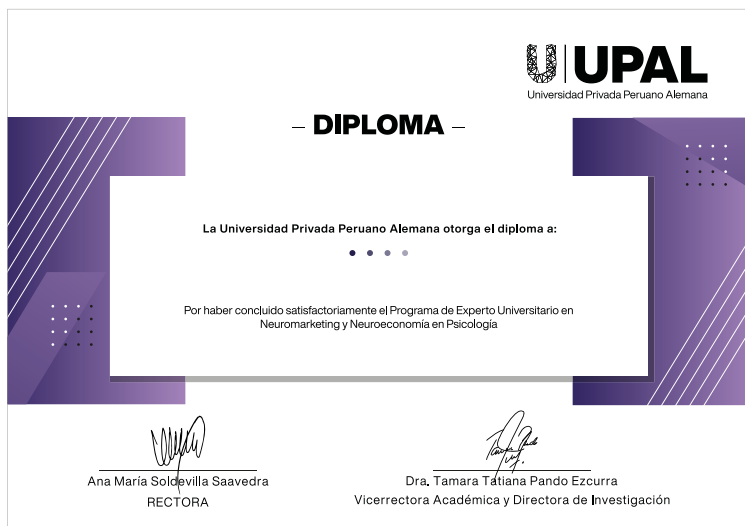 UPAL
Universidad Privada Peruano Alemana
– DIPLOMA –
La Universidad Privada Peruano Alemana otorga el diploma a:
Por haber concluido satisfactoriamente el Programa de Experto Universitario en
Neuromarketing y Neuroeconomía en Psicología
Ana María Soldevilla Saavedra
RECTORA
Dra. Tamara Tatiana Pando Ezcurra
Vicerrectora Académica y Directora de Investigación